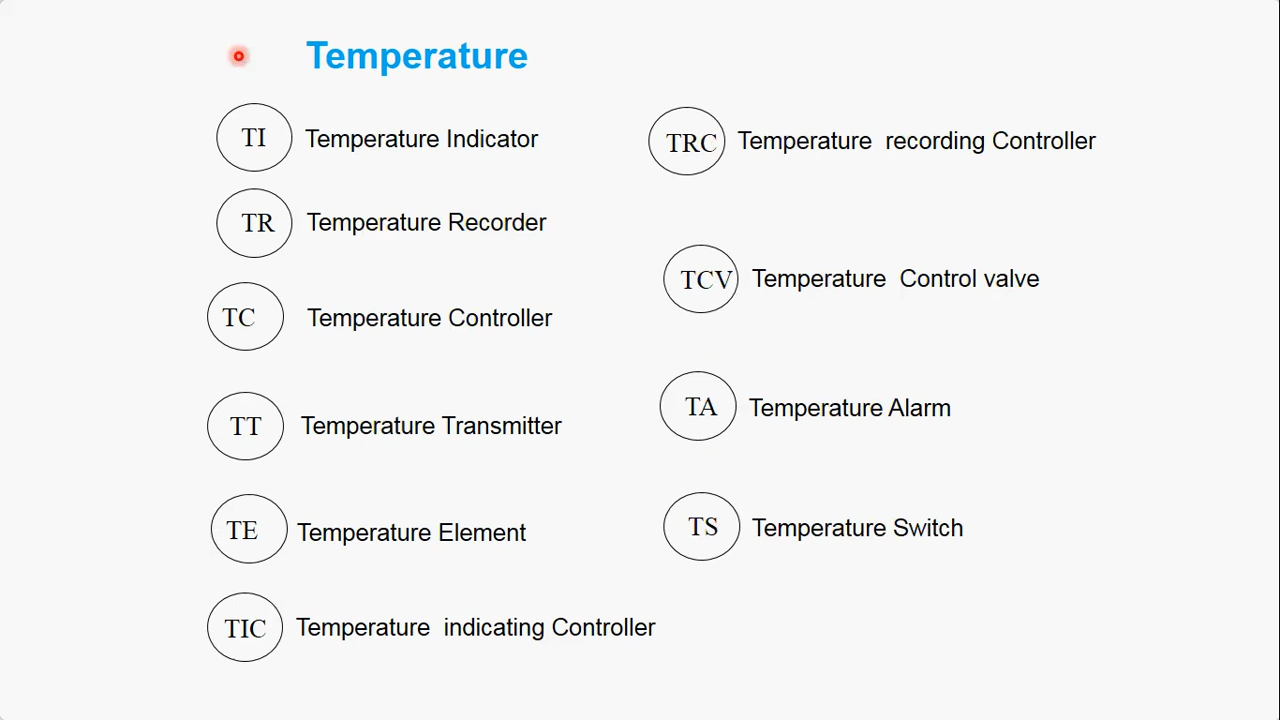 Temperature
TI Temperature Indicator
TR Temperature Recorder
TC Temperature Controller
TT Temperature Transmitter
TE Temperature Element
TIC Temperature indicating Controller
TRC Temperature recording Controller
TCV Temperature Control valve
TA Temperature Alarm
TS Temperature Switch